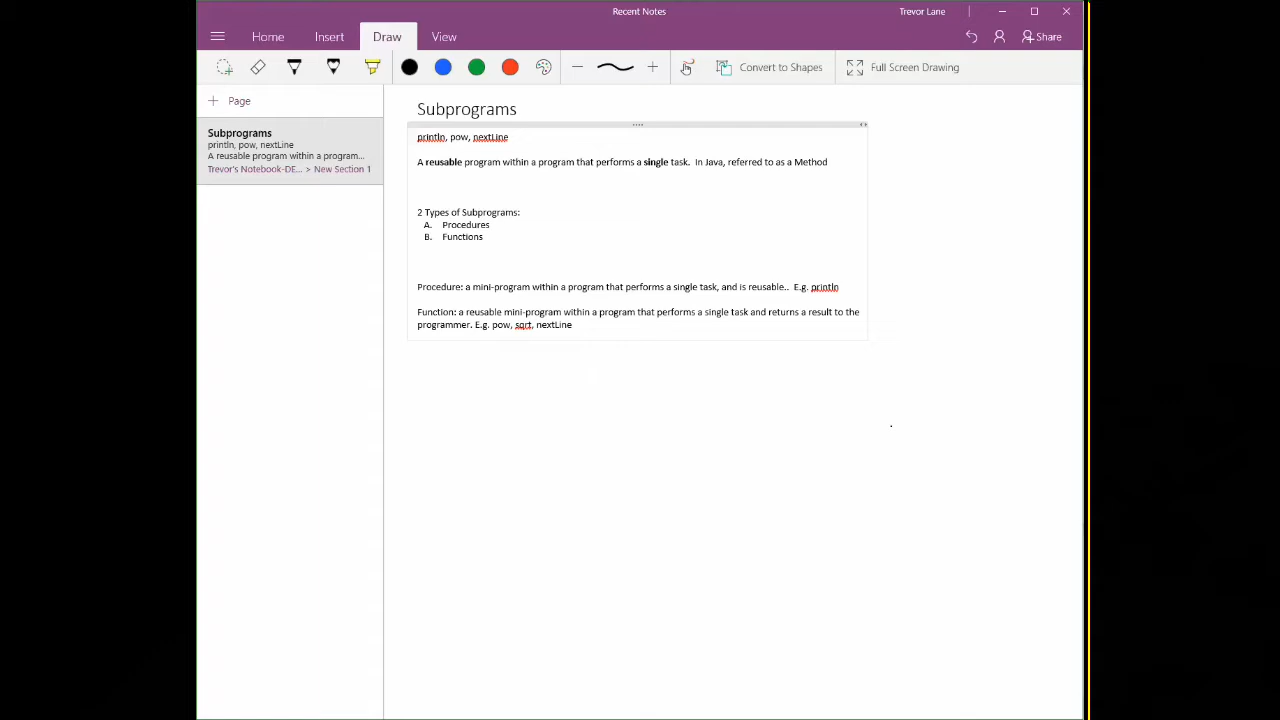 Recent Notes
Trevor Lane
Home
Insert
Draw
View
Share
Convert to Shapes
Full Screen Drawing
Page
Subprograms
println, pow, nextLine
A reusable program within a program...
Trevor's Notebook-DE... > New Section 1
Subprograms
println, pow, nextLine
A reusable program within a program that performs a single task. In Java, referred to as a Method
2 Types of Subprograms:
A. Procedures
B. Functions
Procedure: a mini-program within a program that performs a single task, and is reusable.. E.g. println
Function: a reusable mini-program within a program that performs a single task and returns a result to the
programmer. E.g. pow, sqrt, nextLine